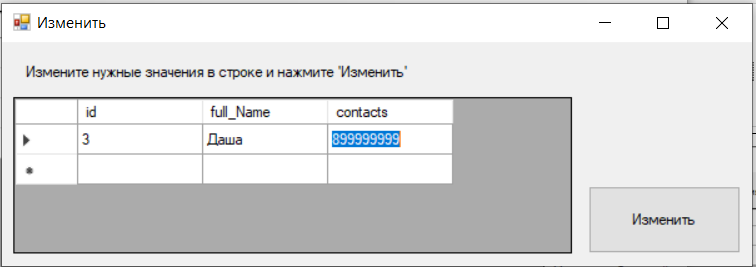 Изменить
Измените нужные значения в строке и нажмите 'Изменить'
id full_Name contacts
3 Даша 899999999
Изменить